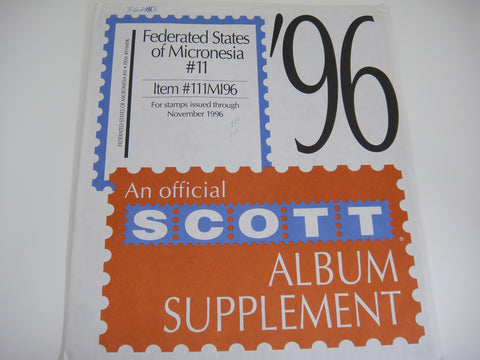 '96
Federated States
of Micronesia
#11
Item #111MI96
For stamps issued through
November 1996
An official
SCOTT
ALBUM
SUPPLEMENT